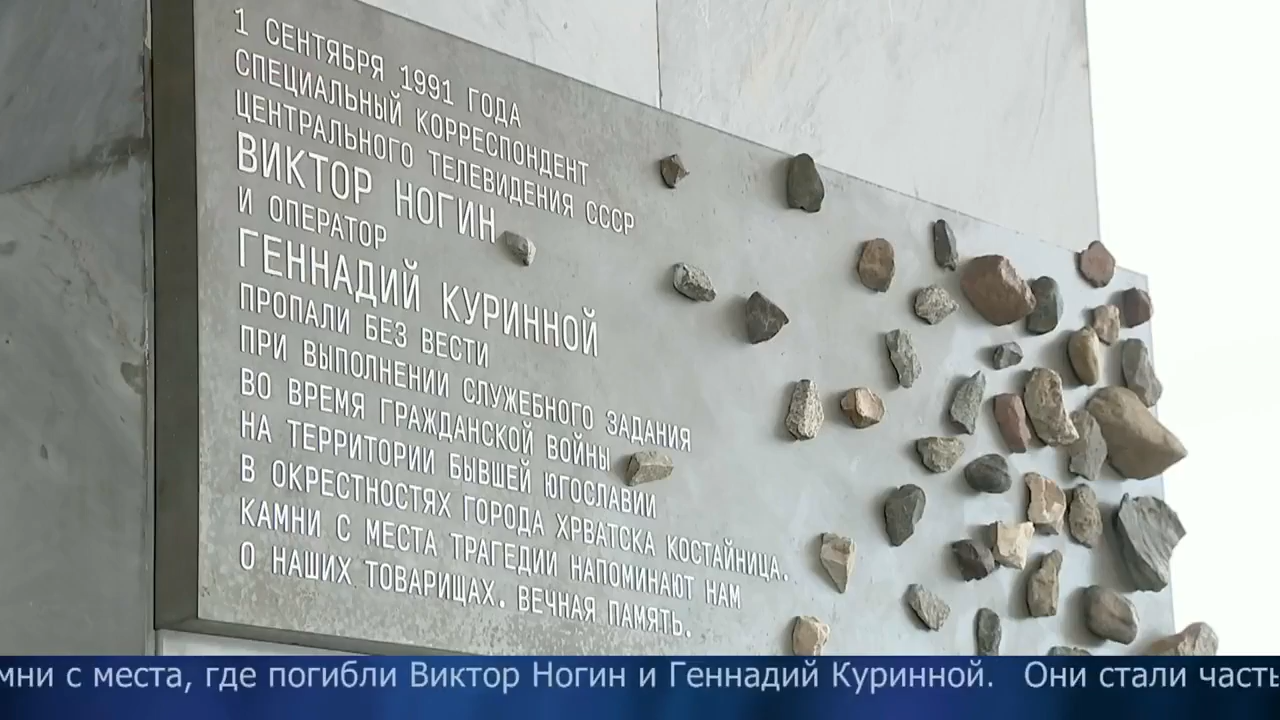 1 СЕНТЯБРЯ 1991 ГОДА
СПЕЦИАЛЬНЫЙ КОРРЕСПОНДЕНТ
ЦЕНТРАЛЬНОГО ТЕЛЕВИДЕНИЯ СССР
ВИКТОР НОГИН
И ОПЕРАТОР
ГЕННАДИЙ КУРИННОЙ
ПРОПАЛИ БЕЗ ВЕСТИ
ПРИ ВЫПОЛНЕНИИ СЛУЖЕБНОГО ЗАДАНИЯ
ВО ВРЕМЯ ГРАЖДАНСКОЙ ВОЙНЫ
НА ТЕРРИТОРИИ БЫВШЕЙ ЮГОСЛАВИИ
В ОКРЕСТНОСТЯХ ГОРОДА ХРВАТСКА КОСТАЙНИЦА.
КАМНИ С МЕСТА ТРАГЕДИИ НАПОМИНАЮТ НАМ
О НАШИХ ТОВАРИЩАХ. ВЕЧНАЯ ПАМЯТЬ.
мни с места, где погибли Виктор Ногин и Геннадий Куринной. Они стали часть